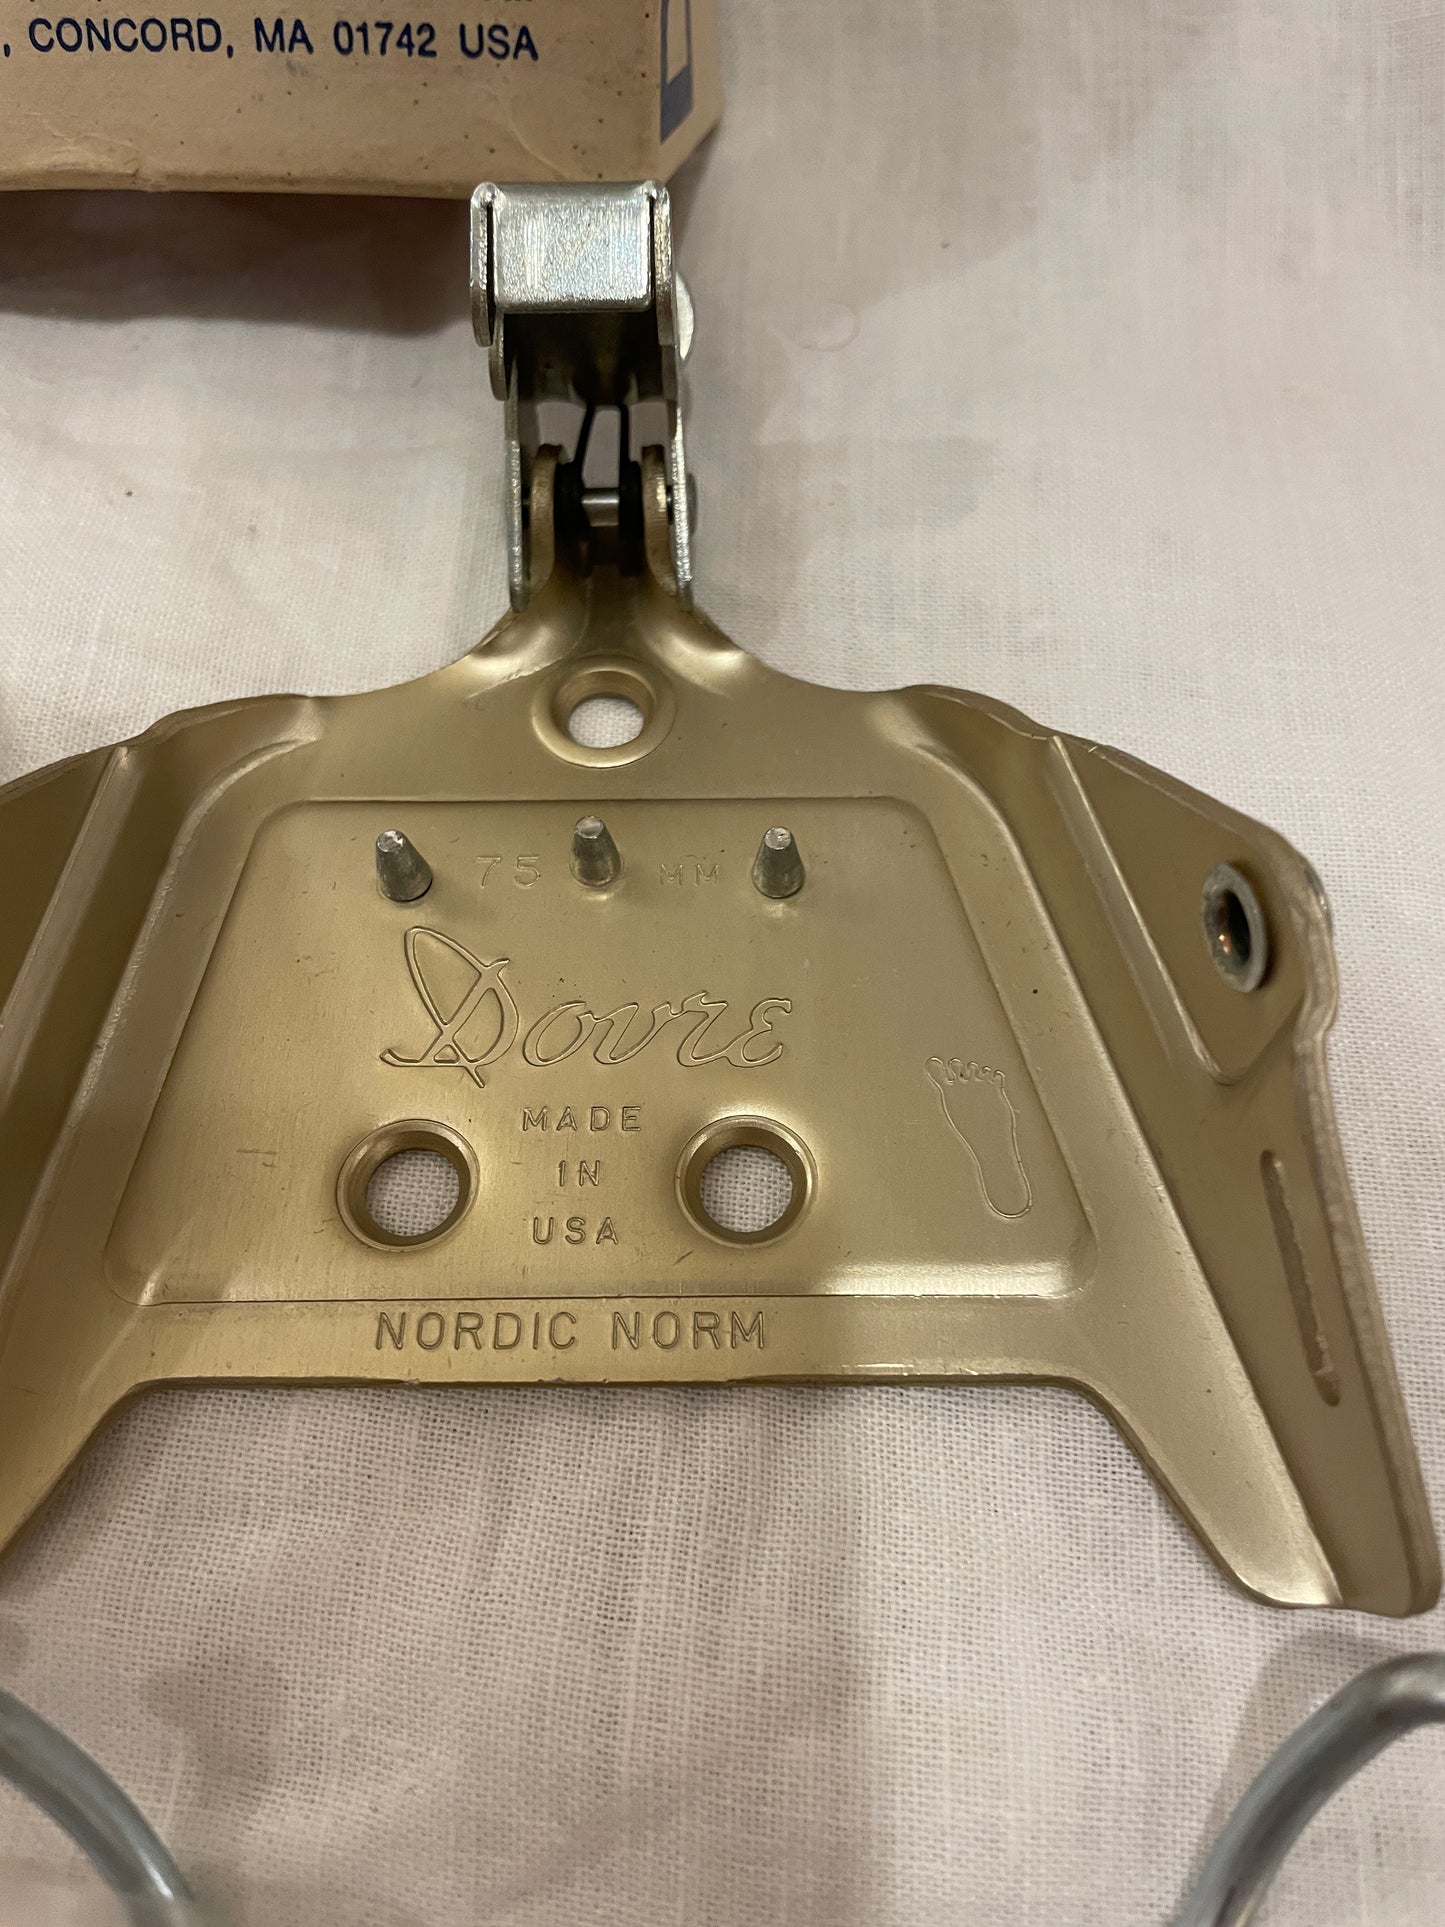 , CONCORD, MA 01742 USA
75 MM
Dovre
MADE
IN
USA
NORDIC NORM